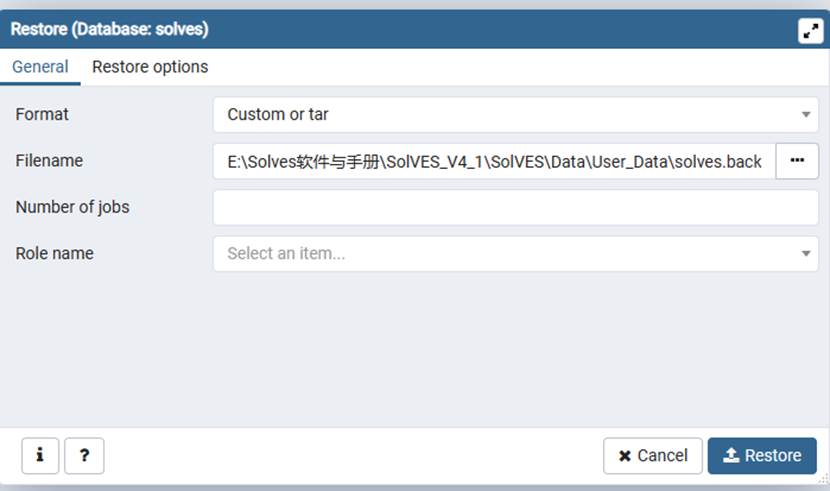 Restore (Database: solves)
General Restore options
Format Custom or tar
Filename E:\Solves软件与手册\SolVES_V4_1\SolVES\Data\User_Data\solves.back ...
Number of jobs
Role name Select an item...
i ? Cancel Restore